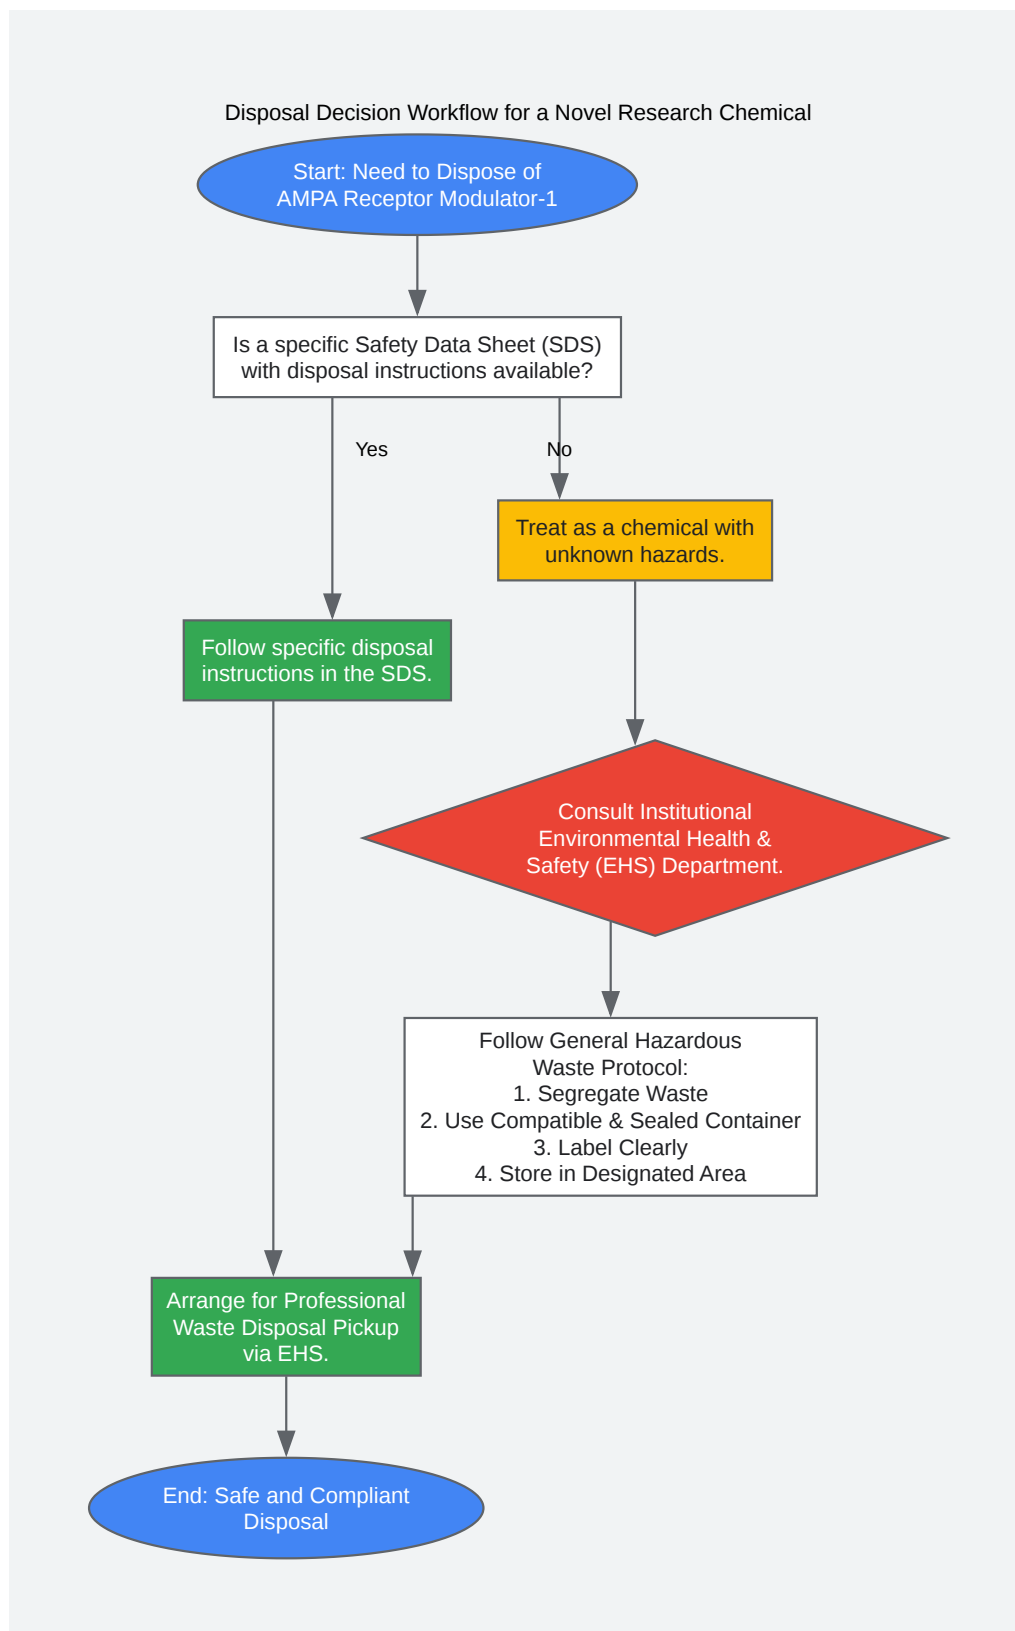 Disposal Decision Workflow for a Novel Research Chemical
Start: Need to Dispose of
AMPA Receptor Modulator-1
Is a specific Safety Data Sheet (SDS)
with disposal instructions available?
Yes
No
Treat as a chemical with
unknown hazards.
Follow specific disposal
instructions in the SDS.
Consult Institutional
Environmental Health &
Safety (EHS) Department.
Follow General Hazardous
Waste Protocol:
1. Segregate Waste
2. Use Compatible & Sealed Container
3. Label Clearly
4. Store in Designated Area
Arrange for Professional
Waste Disposal Pickup
via EHS.
End: Safe and Compliant
Disposal